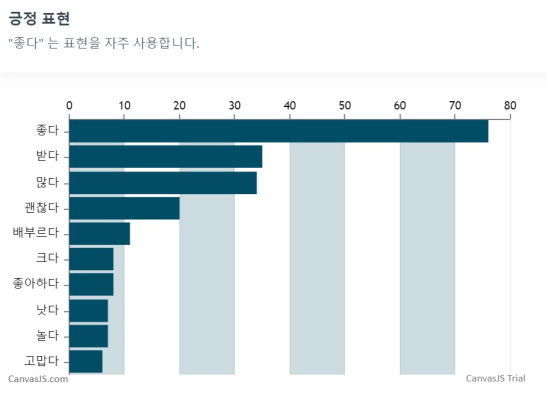 긍정 표현
"좋다" 는 표현을 자주 사용합니다.
0 10 20 30 40 50 60 70 80
좋다
받다
많다
괜찮다
배부르다
크다
좋아하다
낫다
놀다
고맙다
CanvasJS.com
CanvasJS Trial